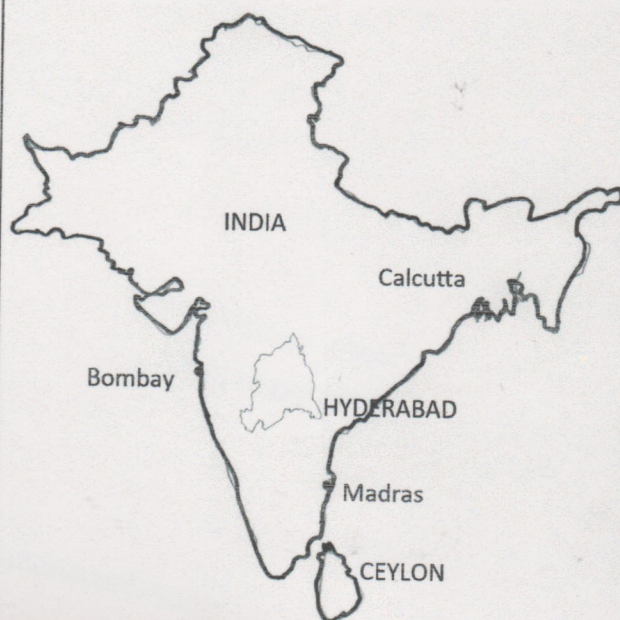 INDIA
Calcutta
Bombay
HYDERABAD
Madras
CEYLON